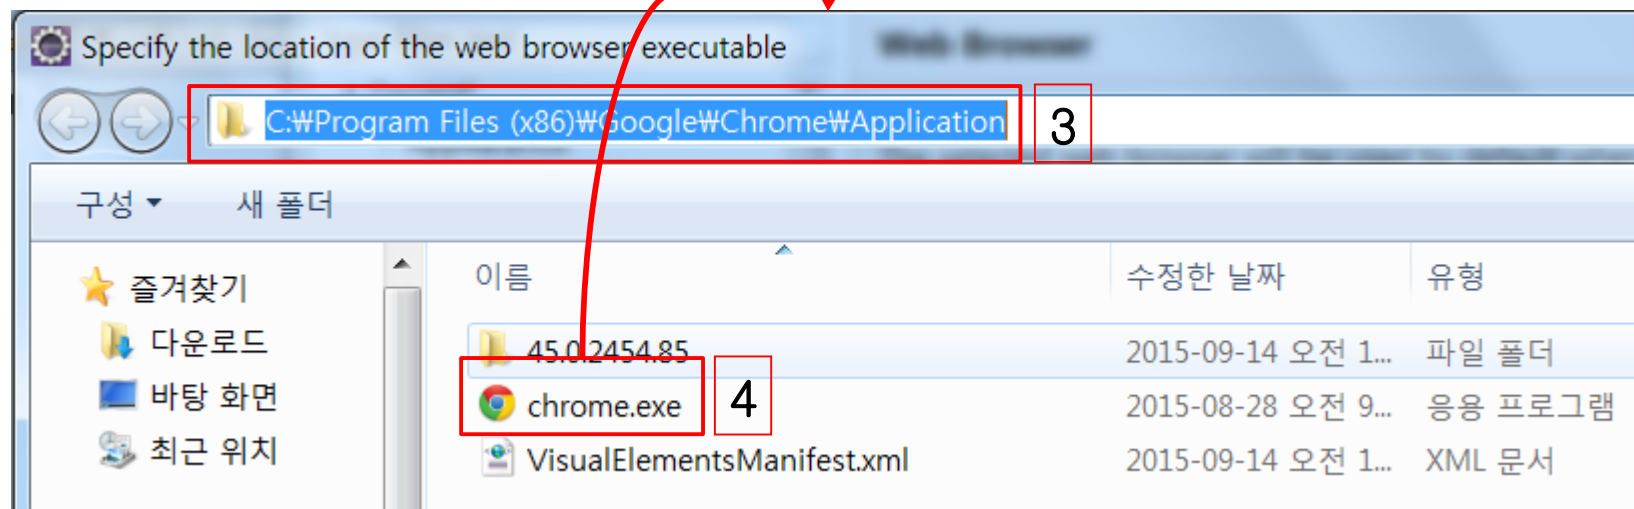 Specify the location of the web browser executable
Web Browser
C:₩Program Files (x86)₩Google₩Chrome₩Application
3
구성 새 폴더
즐겨찾기
다운로드
바탕 화면
최근 위치
이름 수정한 날짜 유형
45.0.2454.85 2015-09-14 오전 1... 파일 폴더
chrome.exe 4 2015-08-28 오전 9... 응용 프로그램
VisualElementsManifest.xml 2015-09-14 오전 1... XML 문서